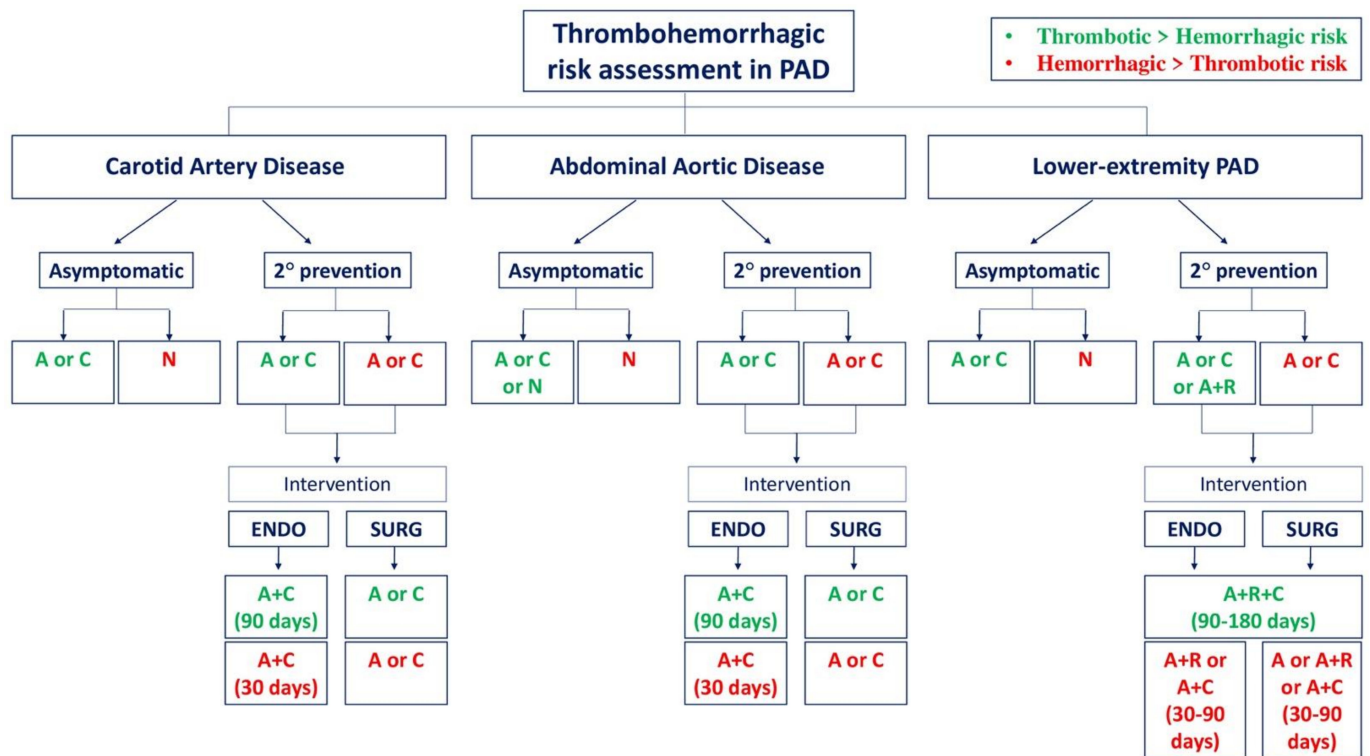 Thrombohemorrhagic
risk assessment in PAD
• Thrombotic > Hemorrhagic risk
• Hemorrhagic > Thrombotic risk
Carotid Artery Disease
Abdominal Aortic Disease
Lower-extremity PAD
Asymptomatic
2° prevention
Asymptomatic
2° prevention
Asymptomatic
2° prevention
A or C
N
A or C
A or C
A or C
or N
N
A or C
A or C
A or C
N
A or C
or A+R
A or C
Intervention
Intervention
Intervention
ENDO
SURG
ENDO
SURG
ENDO
SURG
A+C
(90 days)
A or C
A+C
(90 days)
A or C
A+R+C
(90-180 days)
A+C
(30 days)
A or C
A+C
(30 days)
A or C
A+R or
A+C
(30-90
days)
A or A+R
or A+C
(30-90
days)